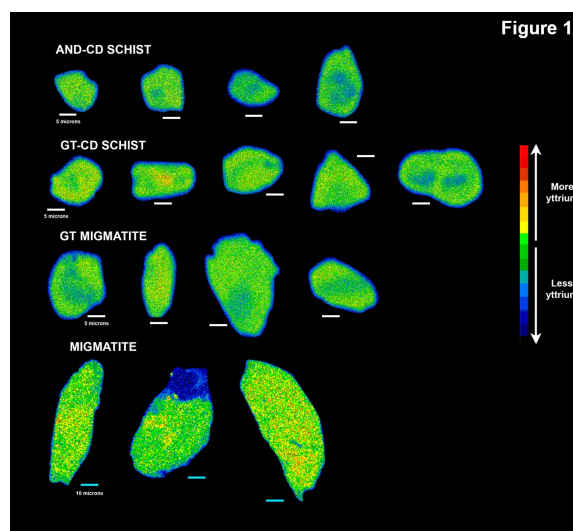 Figure 1
AND-CD SCHIST
5 microns
GT-CD SCHIST
5 microns
More
yttrium
GT MIGMATITE
5 microns
Less
yttrium
MIGMATITE
10 microns